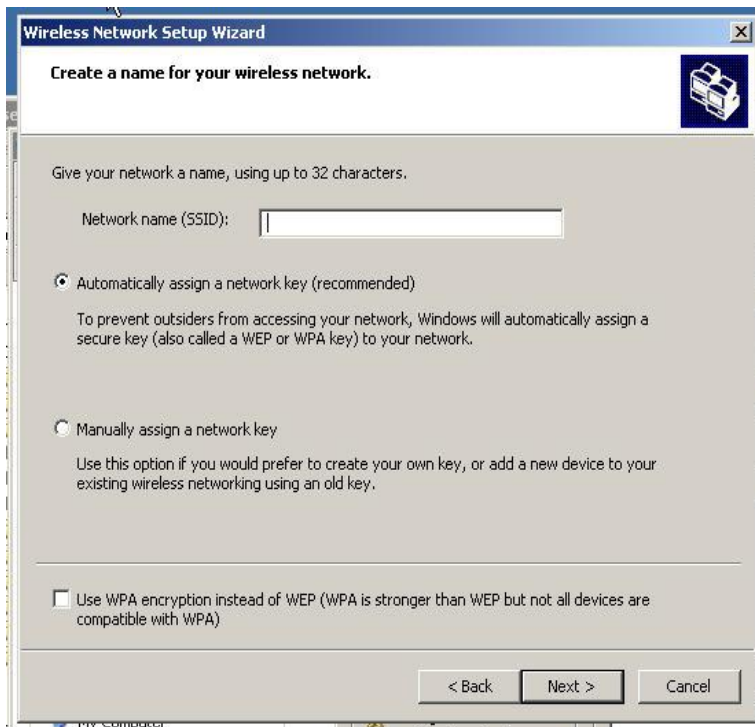 Wireless Network Setup Wizard
Create a name for your wireless network.
Give your network a name, using up to 32 characters.
Network name (SSID):
Automatically assign a network key (recommended)
To prevent outsiders from accessing your network, Windows will automatically assign a
secure key (also called a WEP or WPA key) to your network.
Manually assign a network key
Use this option if you would prefer to create your own key, or add a new device to your
existing wireless networking using an old key.
Use WPA encryption instead of WEP (WPA is stronger than WEP but not all devices are
compatible with WPA)
< Back Next > Cancel
My Computer